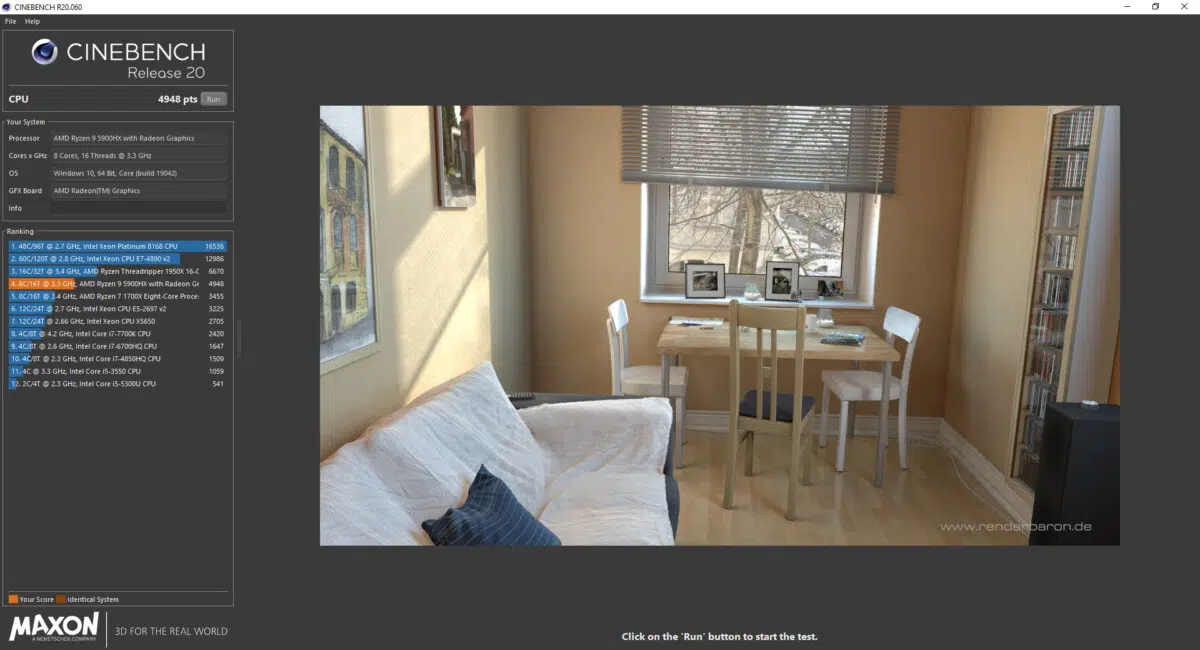 CINEBENCH R20.060
File Help
CINEBENCH
Release 20
CPU 4948 pts Run
Your System
Processor AMD Ryzen 9 5900HX with Radeon Graphics
Cores x GHz 8 Cores, 16 Threads @ 3.3 GHz
OS Windows 10, 64 Bit, Core (build 19042)
GFX Board AMD Radeon(TM) Graphics
Info
Ranking
1. 48C/96T @ 2.7 GHz, Intel Xeon Platinum 8168 CPU 16536
2. 60C/120T @ 2.8 GHz, Intel Xeon CPU E7-4890 v2 12986
3. 16C/32T @ 3.4 GHz, AMD Ryzen Threadripper 1950X 16-C 6670
4. 8C/16T @ 3.3 GHz, AMD Ryzen 9 5900HX with Radeon Gr 4948
5. 8C/16T @ 3.4 GHz, AMD Ryzen 7 1700X Eight-Core Proce: 3455
6. 12C/24T @ 2.7 GHz, Intel Xeon CPU E5-2697 v2 3225
7. 12C/24T @ 2.66 GHz, Intel Xeon CPU X5650 2705
8. 4C/8T @ 4.2 GHz, Intel Core i7-7700K CPU 2420
9. 4C/8T @ 2.6 GHz, Intel Core i7-6700HQ CPU 1647
10. 4C/8T @ 2.3 GHz, Intel Core i7-4850HQ CPU 1509
11. 4C @ 3.3 GHz, Intel Core i5-3550 CPU 1059
12. 2C/4T @ 2.3 GHz, Intel Core i5-5300U CPU 541
Your Score Identical System
MAXON
A NEMETSCHEK COMPANY
3D FOR THE REAL WORLD
www.renderbaron.de
Click on the 'Run' button to start the test.